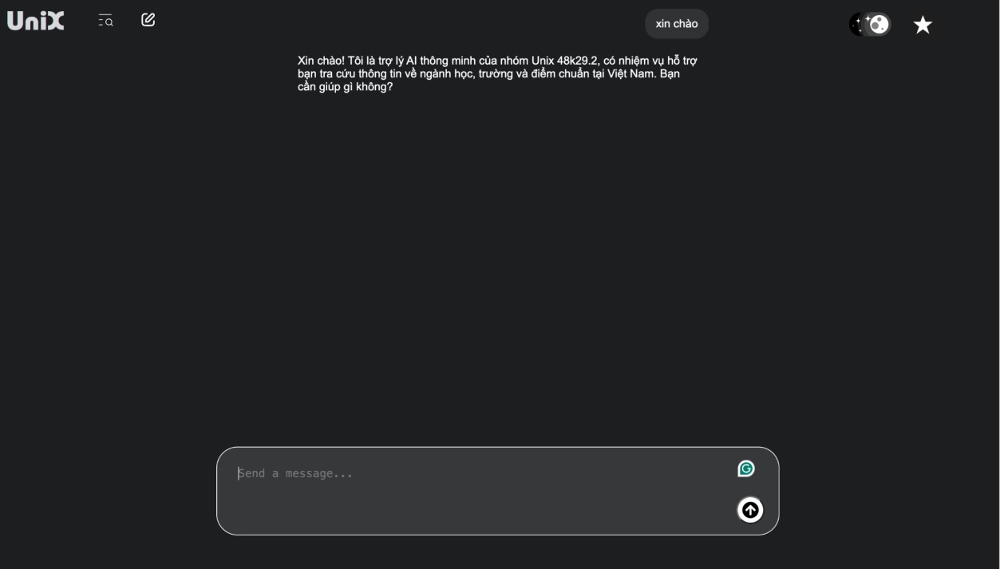 UniX
xin chào
Xin chào! Tôi là trợ lý AI thông minh của nhóm Unix 48k29.2, có nhiệm vụ hỗ trợ
bạn tra cứu thông tin về ngành học, trường và điểm chuẩn tại Việt Nam. Bạn
cần giúp gì không?
Send a message...